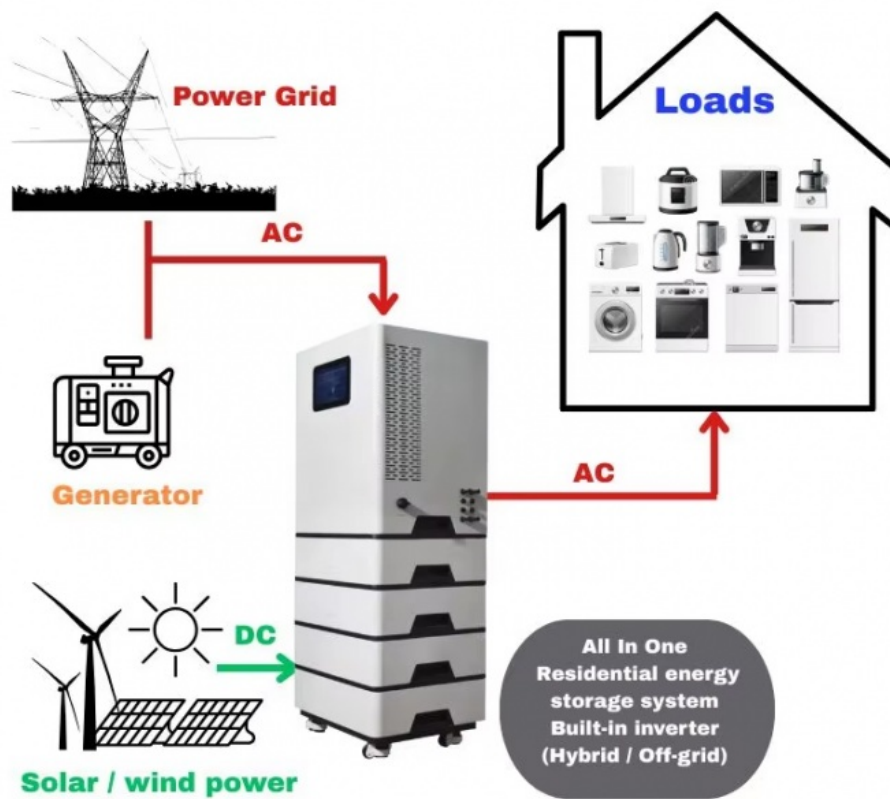 Power Grid
Loads
AC
Generator
AC
DC
Solar / wind power
All In One
Residential energy
storage system
Built-in inverter
(Hybrid / Off-grid)